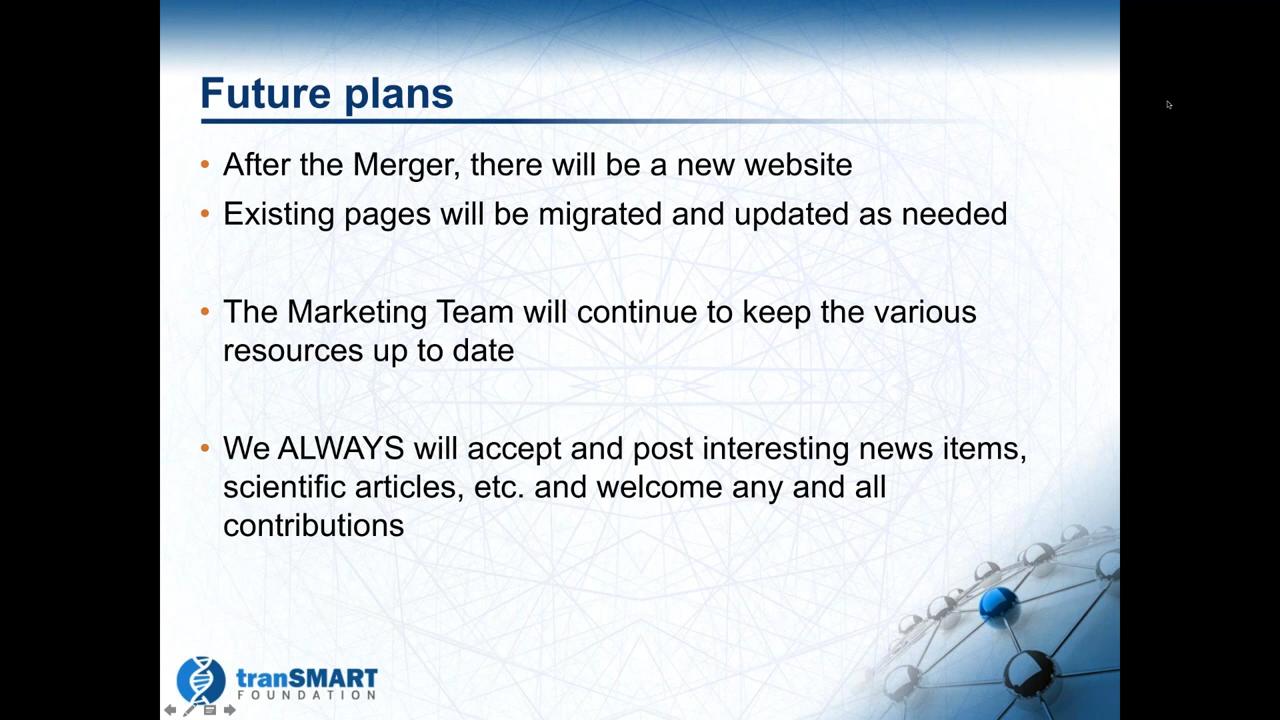 Future plans
• After the Merger, there will be a new website
• Existing pages will be migrated and updated as needed
• The Marketing Team will continue to keep the various
resources up to date
• We ALWAYS will accept and post interesting news items,
scientific articles, etc. and welcome any and all
contributions
tranSMART
FOUNDATION